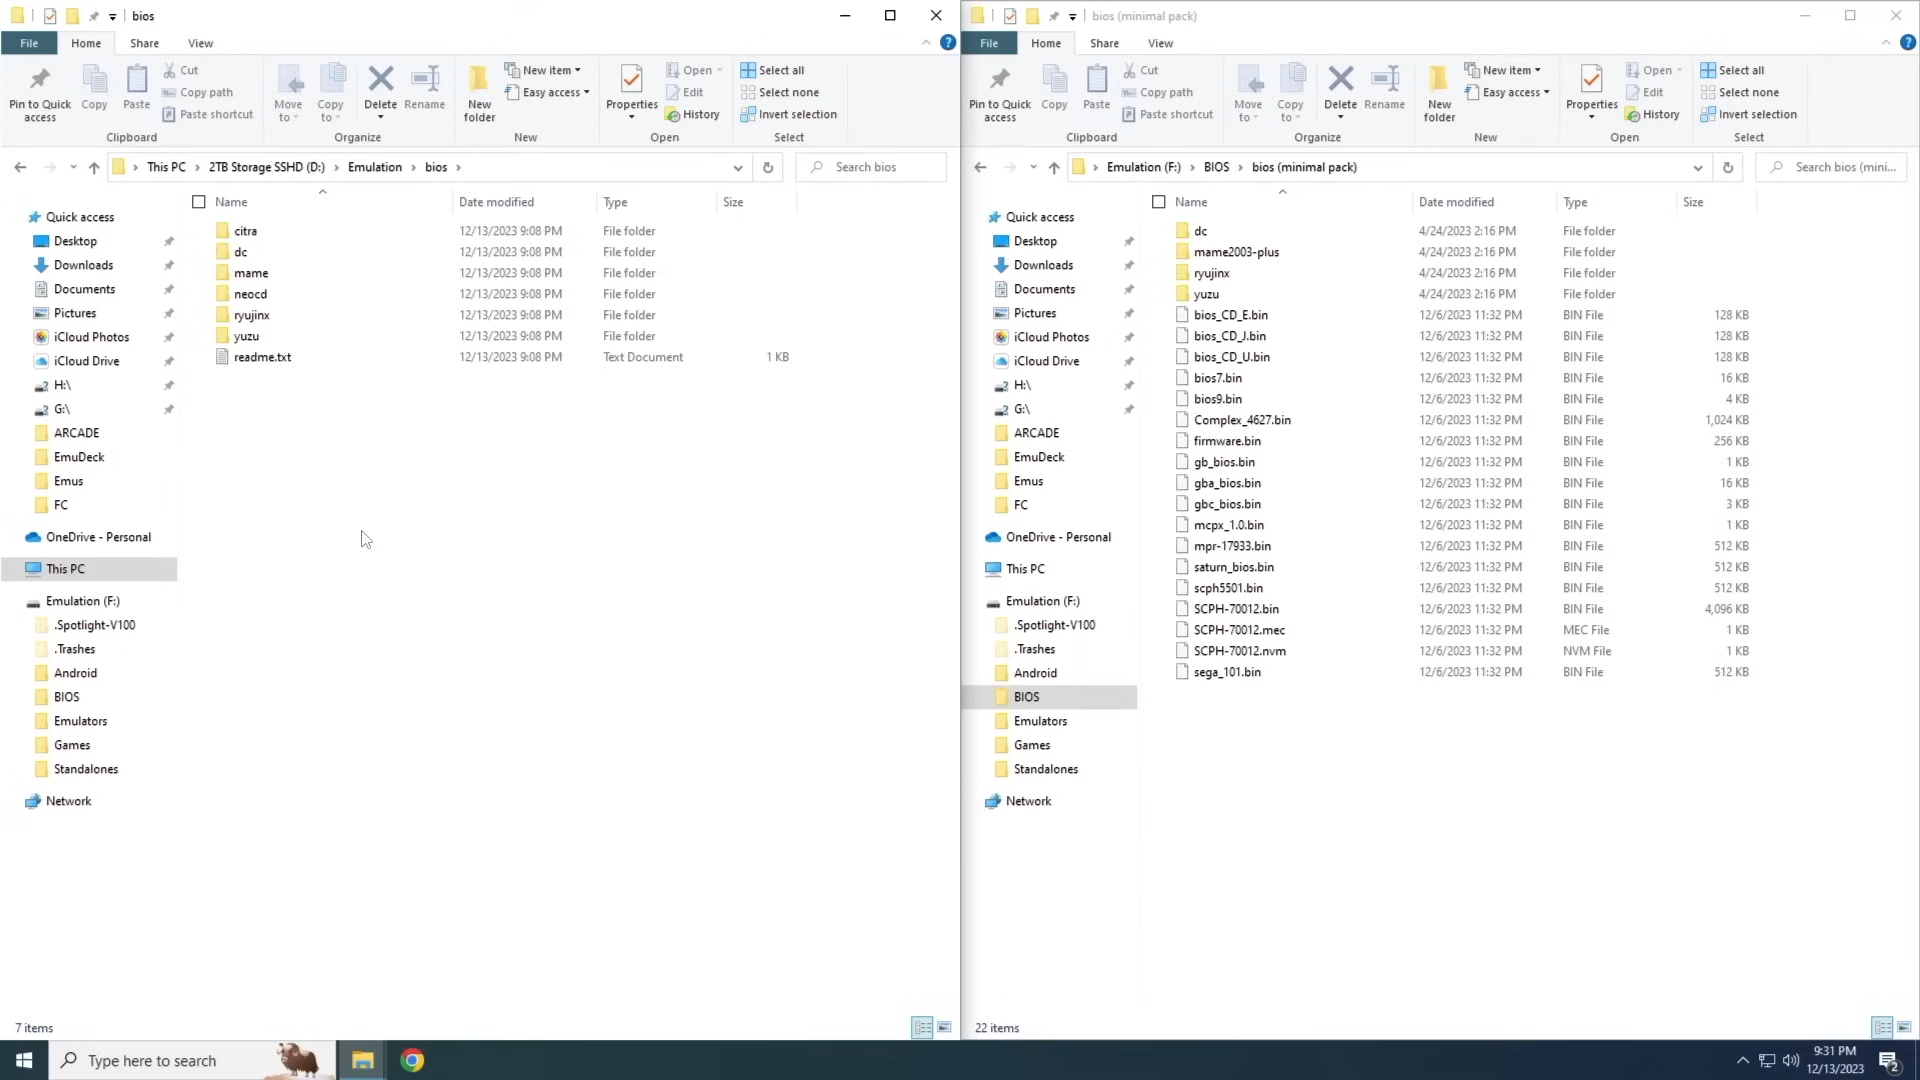 bios
File Home Share View
Pin to Quick access
Copy
Paste
Cut
Copy path
Paste shortcut
Clipboard
Move to
Copy to
Delete
Rename
Organize
New folder
New item
Easy access
New
Properties
Open
Edit
History
Open
Select all
Select none
Invert selection
Select
This PC > 2TB Storage SSHD (D:) > Emulation > bios >
Search bios
Name Date modified Type Size
citra 12/13/2023 9:08 PM File folder
dc 12/13/2023 9:08 PM File folder
mame 12/13/2023 9:08 PM File folder
neocd 12/13/2023 9:08 PM File folder
ryujinx 12/13/2023 9:08 PM File folder
yuzu 12/13/2023 9:08 PM File folder
readme.txt 12/13/2023 9:08 PM Text Document 1 KB
Quick access
Desktop
Downloads
Documents
Pictures
iCloud Photos
iCloud Drive
H:\
G:\
ARCADE
EmuDeck
Emus
FC
OneDrive - Personal
This PC
Emulation (F:)
.Spotlight-V100
.Trashes
Android
BIOS
Emulators
Games
Standalones
Network
7 items
bios (minimal pack)
File Home Share View
Pin to Quick access
Copy
Paste
Cut
Copy path
Paste shortcut
Clipboard
Move to
Copy to
Delete
Rename
Organize
New folder
New item
Easy access
New
Properties
Open
Edit
History
Open
Select all
Select none
Invert selection
Select
Emulation (F:) > BIOS > bios (minimal pack)
Search bios (mini...
Name Date modified Type Size
dc 4/24/2023 2:16 PM File folder
mame2003-plus 4/24/2023 2:16 PM File folder
ryujinx 4/24/2023 2:16 PM File folder
yuzu 4/24/2023 2:16 PM File folder
bios_CD_E.bin 12/6/2023 11:32 PM BIN File 128 KB
bios_CD_J.bin 12/6/2023 11:32 PM BIN File 128 KB
bios_CD_U.bin 12/6/2023 11:32 PM BIN File 128 KB
bios7.bin 12/6/2023 11:32 PM BIN File 16 KB
bios9.bin 12/6/2023 11:32 PM BIN File 4 KB
Complex_4627.bin 12/6/2023 11:32 PM BIN File 1,024 KB
firmware.bin 12/6/2023 11:32 PM BIN File 256 KB
gb_bios.bin 12/6/2023 11:32 PM BIN File 1 KB
gba_bios.bin 12/6/2023 11:32 PM BIN File 16 KB
gbc_bios.bin 12/6/2023 11:32 PM BIN File 3 KB
mcpx_1.0.bin 12/6/2023 11:32 PM BIN File 1 KB
mpr-17933.bin 12/6/2023 11:32 PM BIN File 512 KB
saturn_bios.bin 12/6/2023 11:32 PM BIN File 512 KB
scph5501.bin 12/6/2023 11:32 PM BIN File 512 KB
SCPH-70012.bin 12/6/2023 11:32 PM BIN File 4,096 KB
SCPH-70012.mec 12/6/2023 11:32 PM MEC File 1 KB
SCPH-70012.nvm 12/6/2023 11:32 PM NVM File 1 KB
sega_101.bin 12/6/2023 11:32 PM BIN File 512 KB
Quick access
Desktop
Downloads
Documents
Pictures
iCloud Photos
iCloud Drive
H:\
G:\
ARCADE
EmuDeck
Emus
FC
OneDrive - Personal
This PC
Emulation (F:)
.Spotlight-V100
.Trashes
Android
BIOS
Emulators
Games
Standalones
Network
22 items
Type here to search
9:31 PM
12/13/2023
2